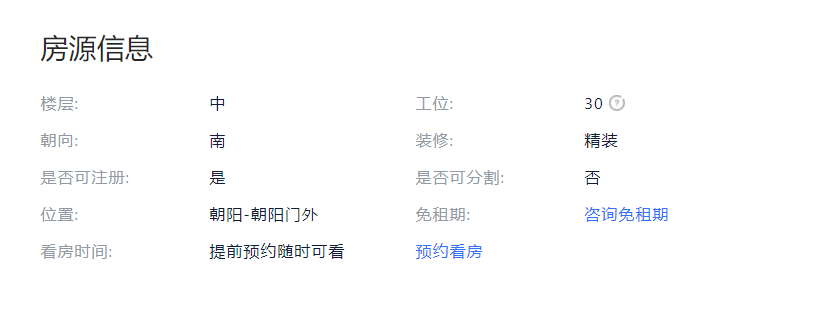 房源信息
楼层: 中 工位: 30 ?
朝向: 南 装修: 精装
是否可注册: 是 是否可分割: 否
位置: 朝阳-朝阳门外 免租期: 咨询免租期
看房时间: 提前预约随时可看 预约看房